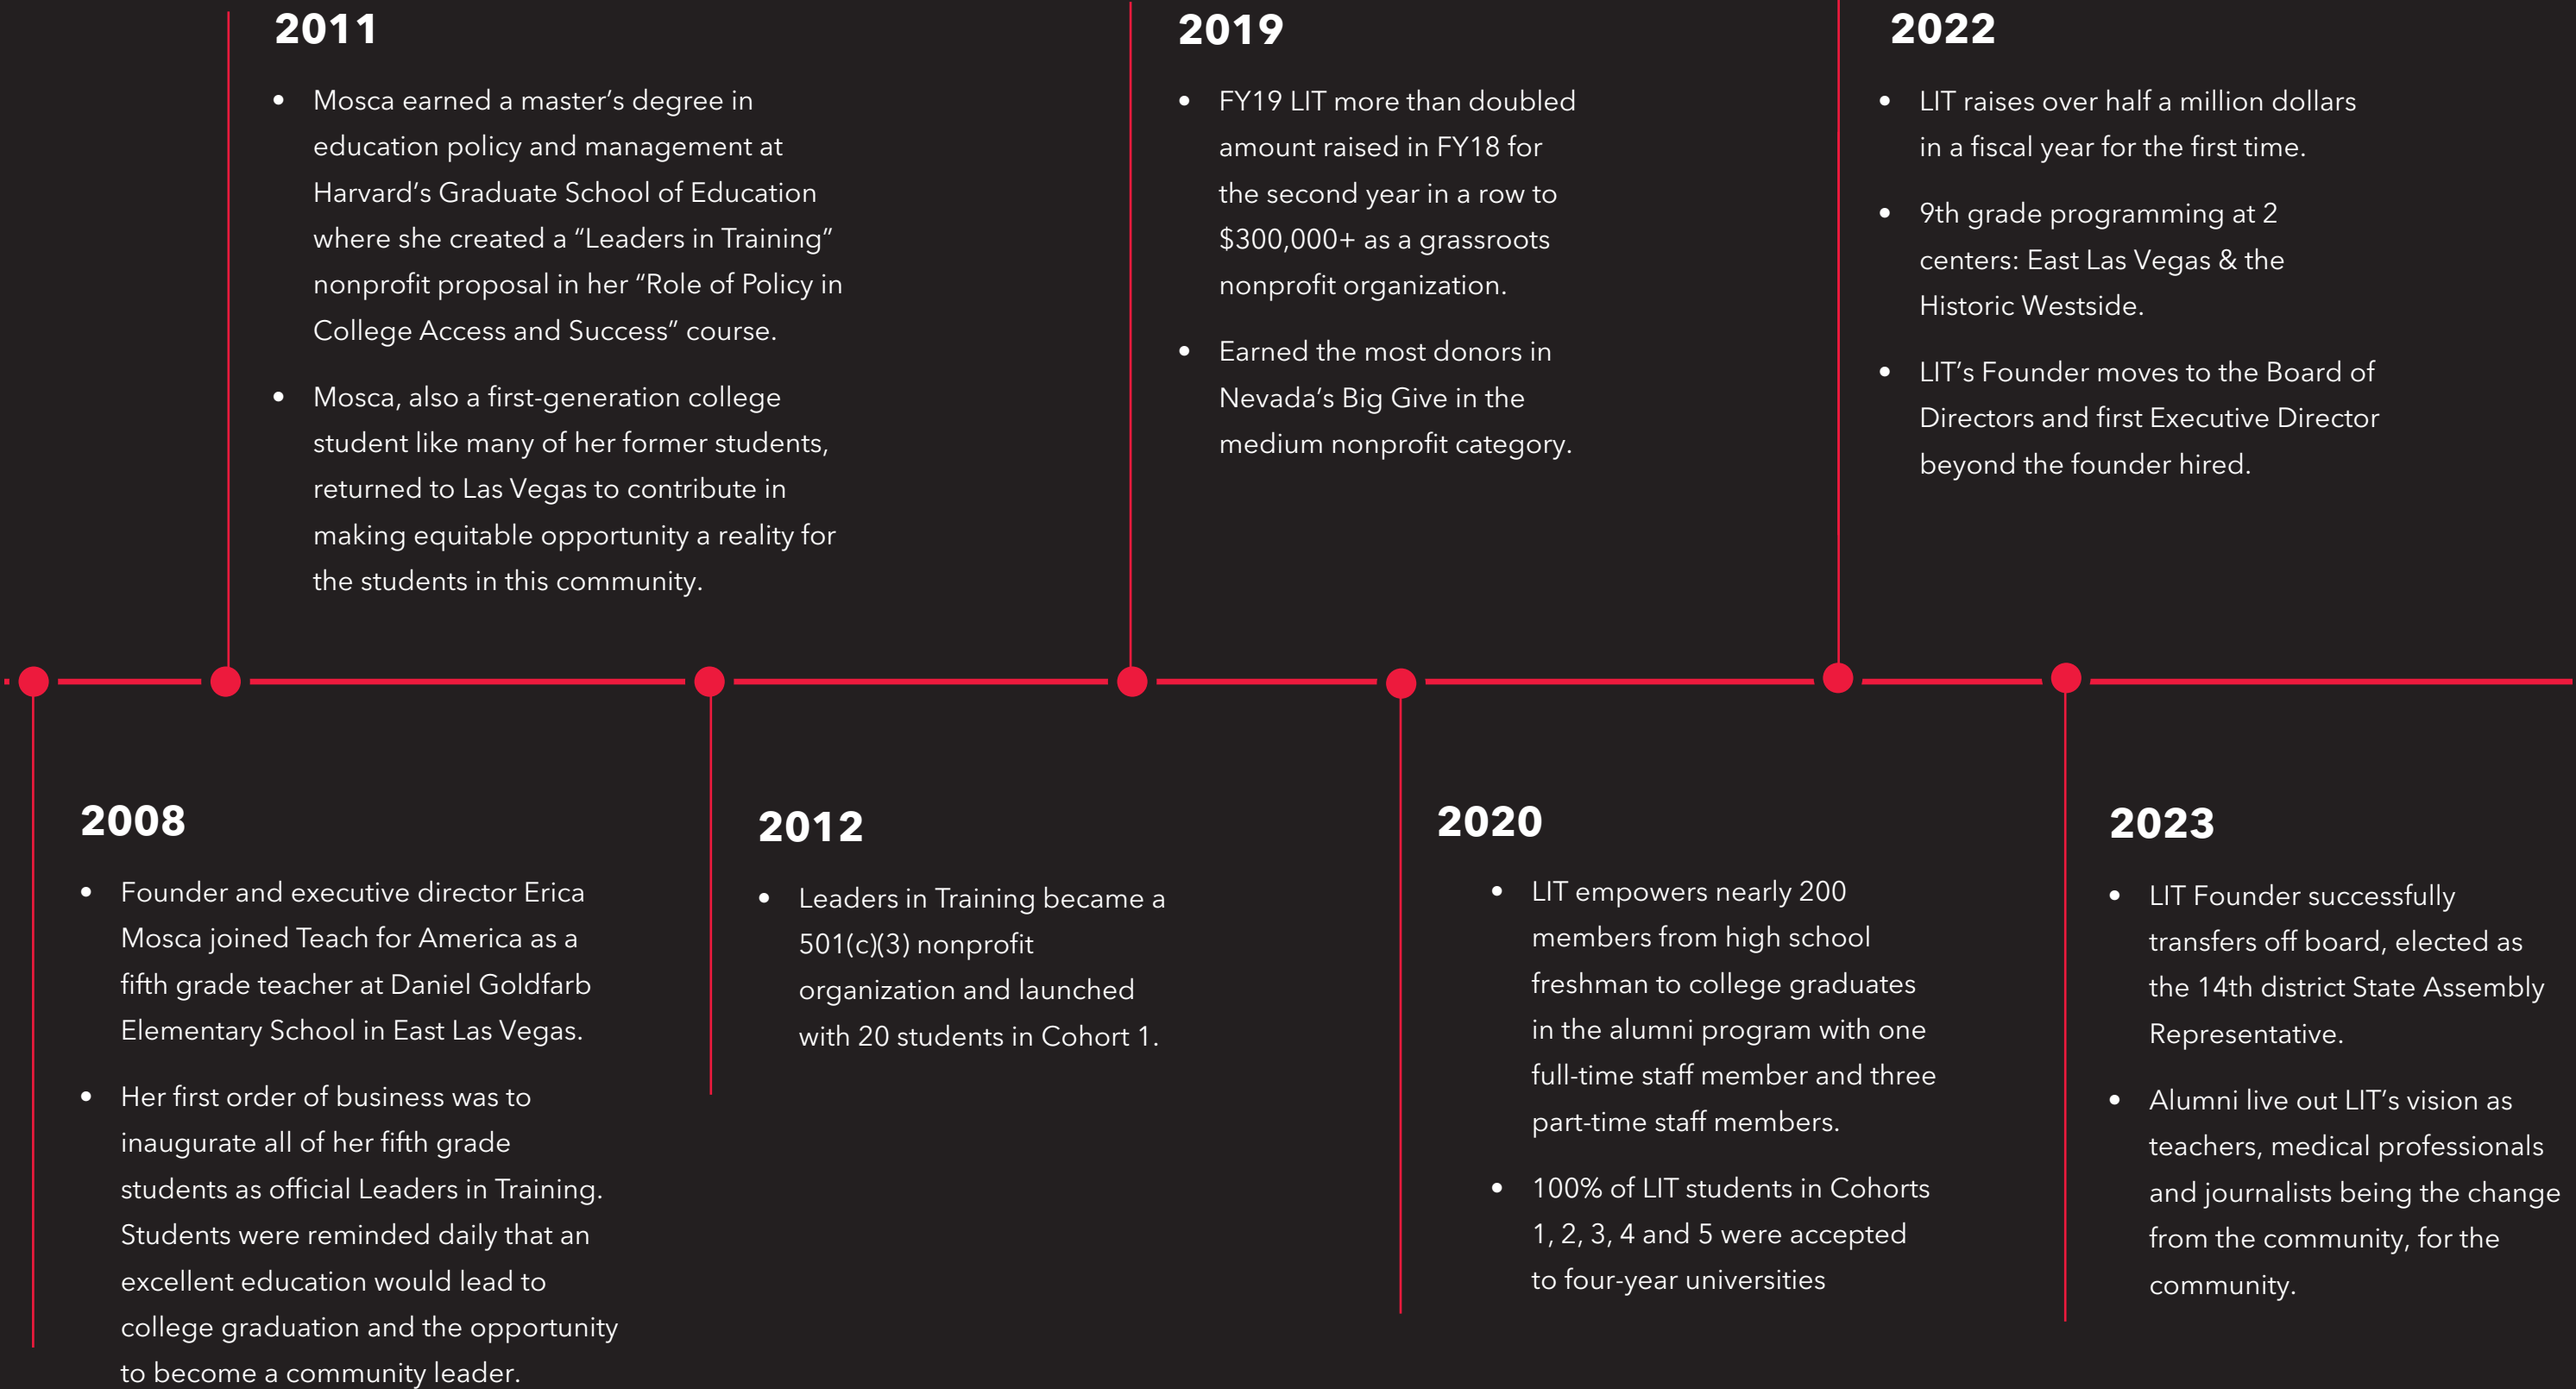 2011
• Mosca earned a master’s degree in
education policy and management at
Harvard’s Graduate School of Education
where she created a “Leaders in Training”
nonprofit proposal in her “Role of Policy in
College Access and Success” course.
• Mosca, also a first-generation college
student like many of her former students,
returned to Las Vegas to contribute in
making equitable opportunity a reality for
the students in this community.
2019
• FY19 LIT more than doubled
amount raised in FY18 for
the second year in a row to
$300,000+ as a grassroots
nonprofit organization.
• Earned the most donors in
Nevada’s Big Give in the
medium nonprofit category.
2022
• LIT raises over half a million dollars
in a fiscal year for the first time.
• 9th grade programming at 2
centers: East Las Vegas & the
Historic Westside.
• LIT’s Founder moves to the Board of
Directors and first Executive Director
beyond the founder hired.
2008
• Founder and executive director Erica
Mosca joined Teach for America as a
fifth grade teacher at Daniel Goldfarb
Elementary School in East Las Vegas.
• Her first order of business was to
inaugurate all of her fifth grade
students as official Leaders in Training.
Students were reminded daily that an
excellent education would lead to
college graduation and the opportunity
to become a community leader.
2012
• Leaders in Training became a
501(c)(3) nonprofit
organization and launched
with 20 students in Cohort 1.
2020
• LIT empowers nearly 200
members from high school
freshman to college graduates
in the alumni program with one
full-time staff member and three
part-time staff members.
• 100% of LIT students in Cohorts
1, 2, 3, 4 and 5 were accepted
to four-year universities
2023
• LIT Founder successfully
transfers off board, elected as
the 14th district State Assembly
Representative.
• Alumni live out LIT’s vision as
teachers, medical professionals
and journalists being the change
from the community, for the
community.